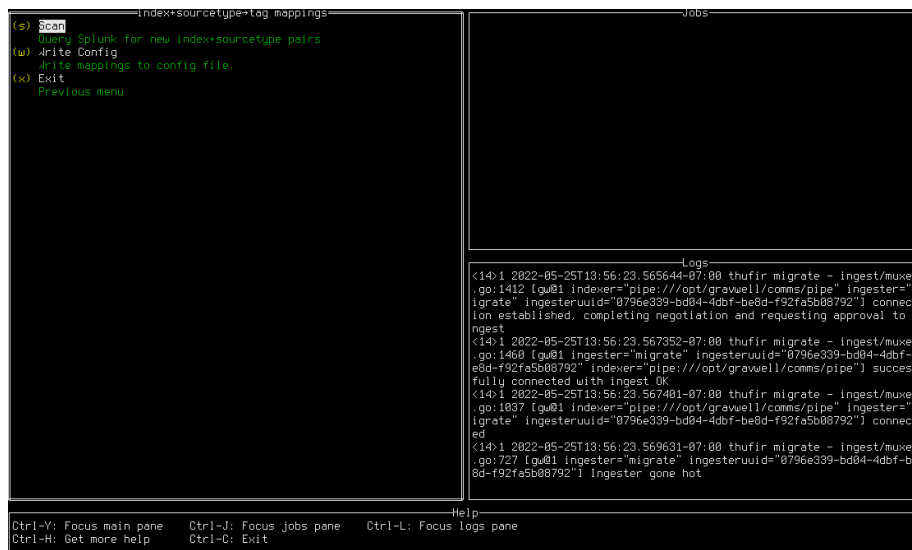 Index+sourcetype→tag mappings
(s) Scan
Query Splunk for new index+sourcetype pairs
(w) Write Config
Write mappings to config file.
(x) Exit
Previous menu
Jobs
Logs
<14>1 2022-05-25T13:56:23.565644-07:00 thufir migrate - ingest/muxe
.go:1412 [gw@1 indexer="pipe:///opt/gravwell/comms/pipe" ingester="
igrate" ingesteruuid="0796e339-bd04-4dbf-be8d-f92fa5b08792"] connec
ion established, completing negotiation and requesting approval to
ngest
<14>1 2022-05-25T13:56:23.567352-07:00 thufir migrate - ingest/muxe
.go:1460 [gw@1 ingester="migrate" ingesteruuid="0796e339-bd04-4dbf-
e8d-f92fa5b08792" indexer="pipe:///opt/gravwell/comms/pipe"] succes
fully connected with ingest OK
<14>1 2022-05-25T13:56:23.567401-07:00 thufir migrate - ingest/muxe
.go:1037 [gw@1 indexer="pipe:///opt/gravwell/comms/pipe" ingester="
igrate" ingesteruuid="0796e339-bd04-4dbf-be8d-f92fa5b08792"] connec
ed
<14>1 2022-05-25T13:56:23.569631-07:00 thufir migrate - ingest/muxe
.go:727 [gw@1 ingester="migrate" ingesteruuid="0796e339-bd04-4dbf-b
8d-f92fa5b08792"] Ingester gone hot
Help
Ctrl-Y: Focus main pane Ctrl-J: Focus jobs pane Ctrl-L: Focus logs pane
Ctrl-H: Get more help Ctrl-C: Exit